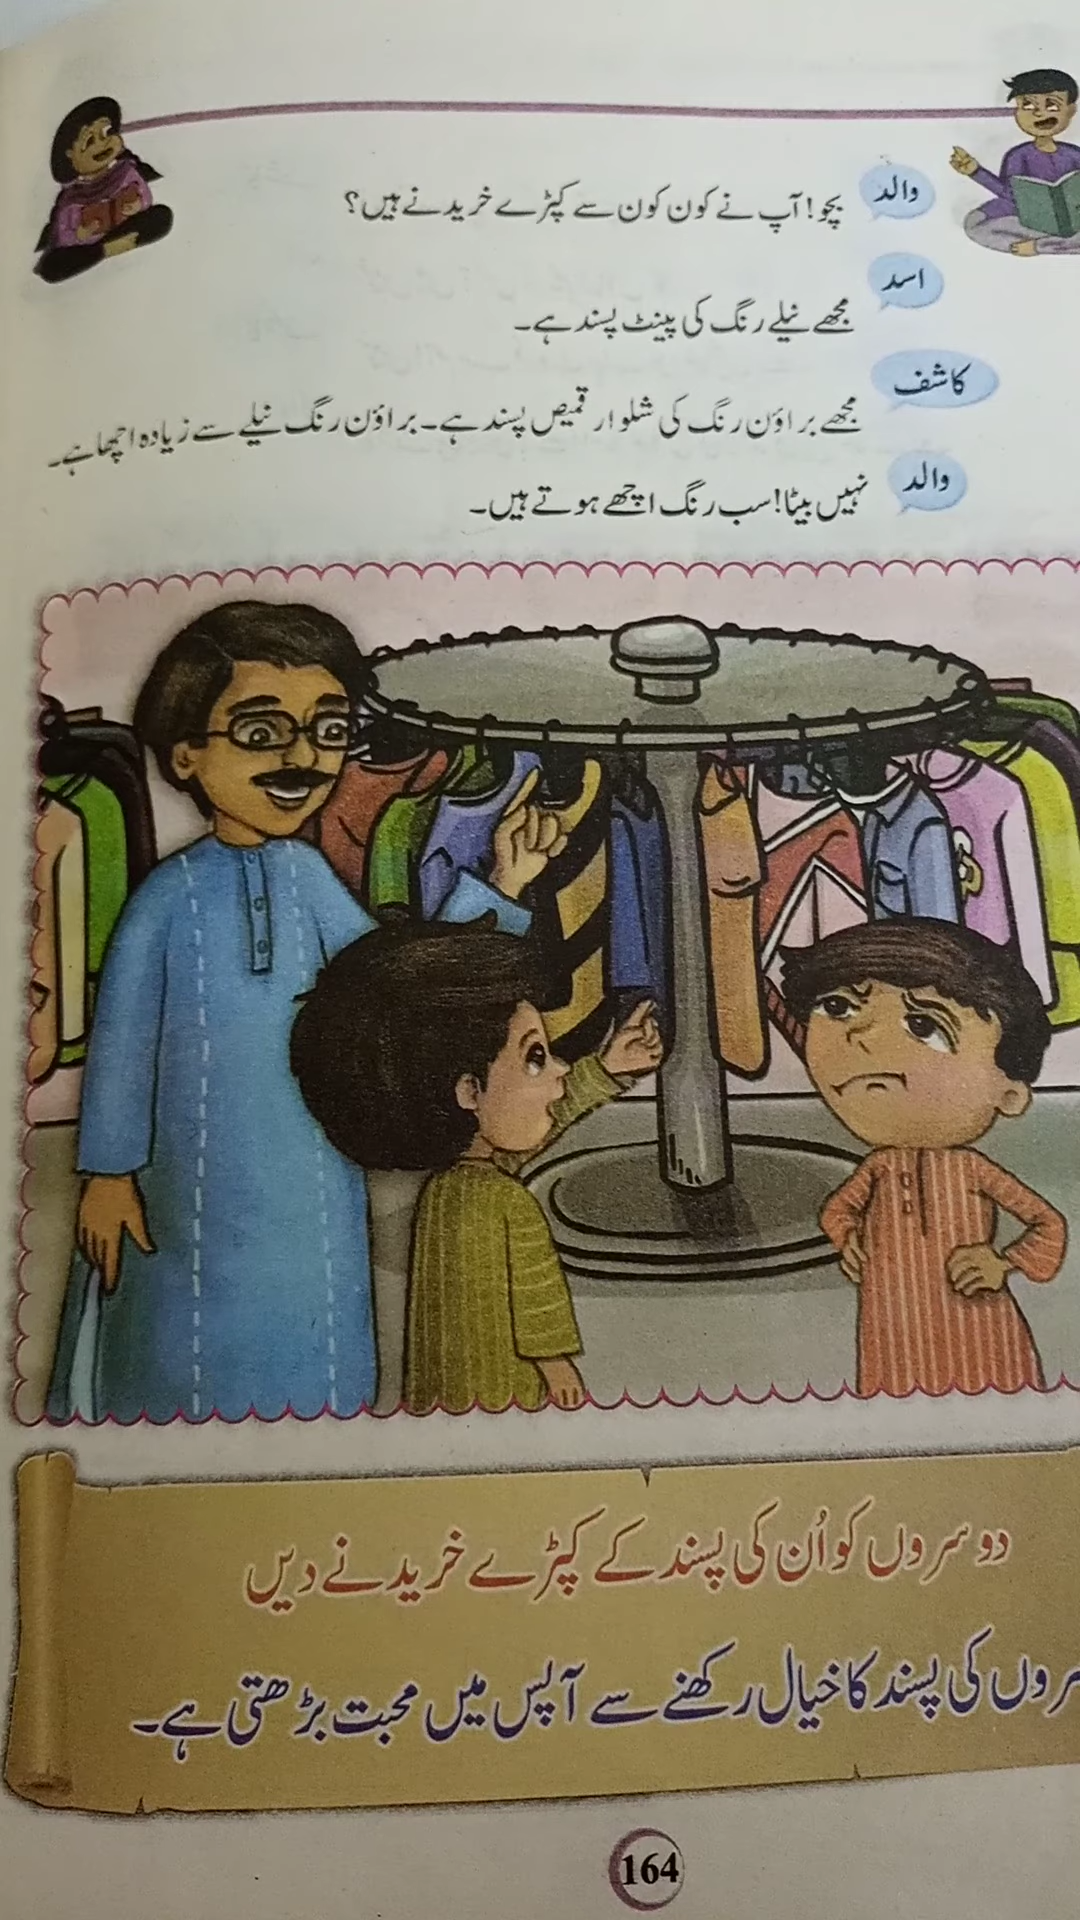 والد
بچو! آپ نے کون کون سے کپڑے خریدنے ہیں؟
اسد
مجھے نیلے رنگ کی پینٹ پسند ہے۔
کاشف
مجھے براؤن رنگ کی شلوار قمیص پسند ہے۔ براؤن رنگ نیلے سے زیادہ اچھا ہے۔
والد
نہیں بیٹا! سب رنگ اچھے ہوتے ہیں۔
دوسروں کو اُن کی پسند کے کپڑے خریدنے دیں
کی پسند کا خیال رکھنے سے آپس میں محبت بڑھتی ہے۔
164